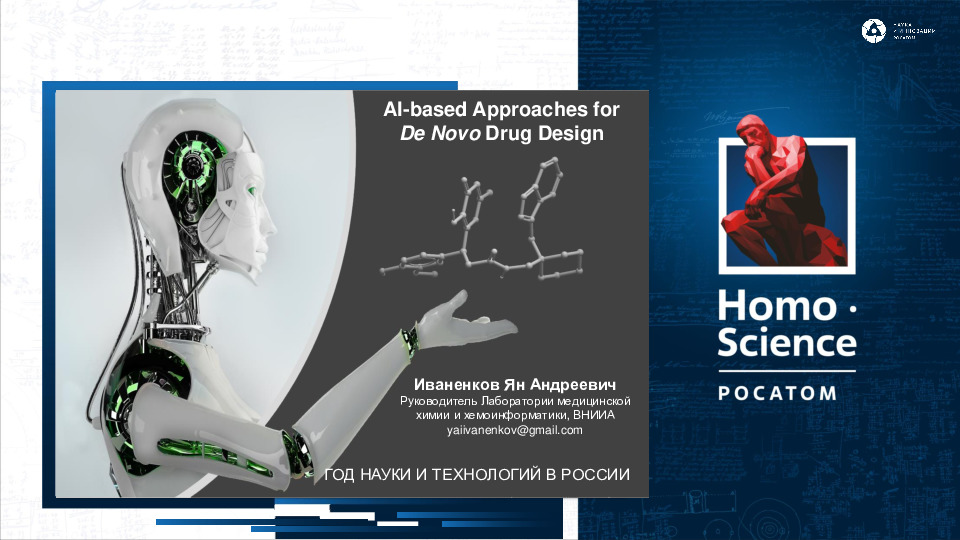 НАУКА
И ИННОВАЦИИ
РОСАТОМ
AI-based Approaches for
De Novo Drug Design
Иваненков Ян Андреевич
Руководитель Лаборатории медицинской
химии и хемоинформатики, ВНИИА
yaiivanenkov@gmail.com
ГОД НАУКИ И ТЕХНОЛОГИЙ В РОССИИ
Homo ·
Science
РОСАТОМ